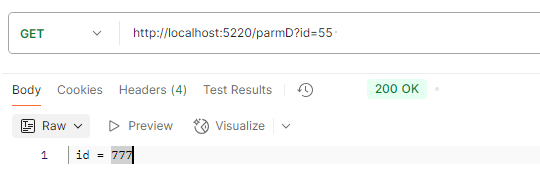 GET http://localhost:5220/parmD?id=55
Body Cookies Headers (4) Test Results 200 OK
Raw Preview Visualize
1 id = 777